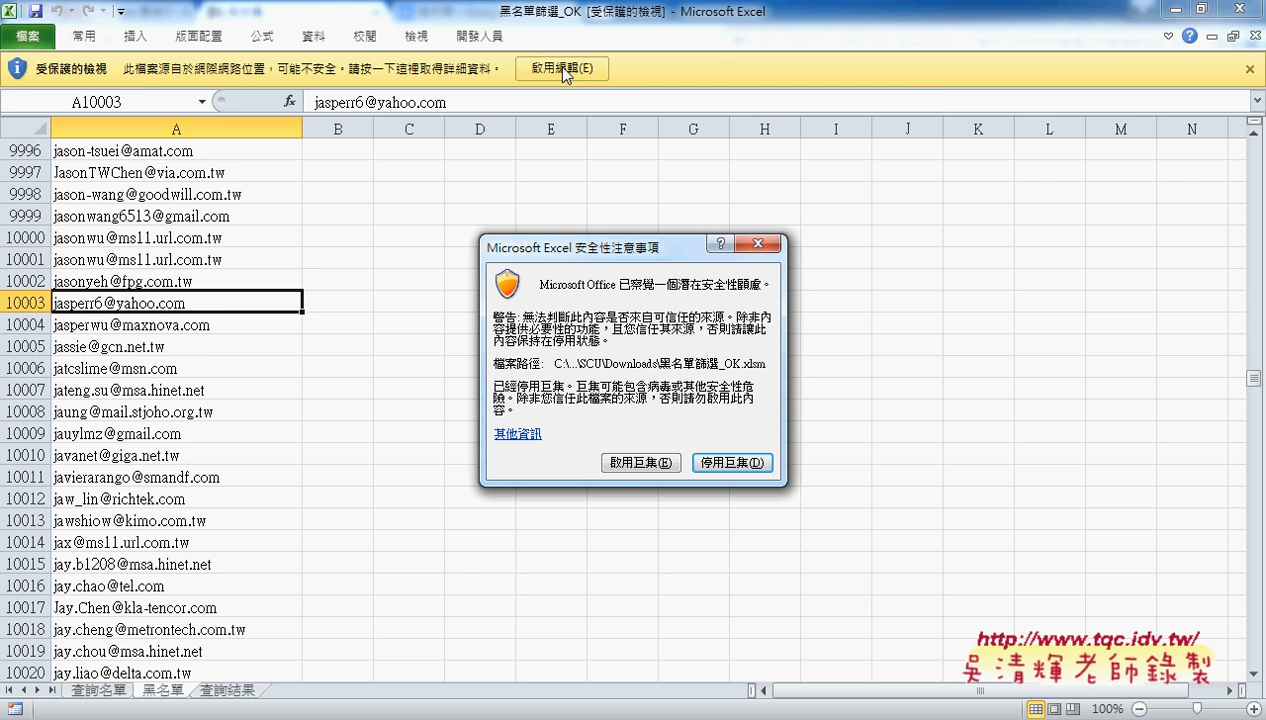 黑名單篩選_OK [受保護的檢視] - Microsoft Excel
檔案 常用 插入 版面配置 公式 資料 校閱 檢視 開發人員
受保護的檢視 此檔案源自於網際網路位置，可能不安全。請按一下這裡取得詳細資料。 啟用編輯(E)
A10003 fx jasperr6@yahoo.com
A B C D E F G H I J K L M N
9996 jason-tsuei@amat.com
9997 JasonTWChen@via.com.tw
9998 jason-wang@goodwill.com.tw
9999 jasonwang6513@gmail.com
10000 jasonwu@ms11.url.com.tw
10001 jasonwu@ms11.url.com.tw
10002 jasonyeh@fpg.com.tw
10003 jasperr6@yahoo.com
10004 jasperwu@maxnova.com
10005 jassie@gcn.net.tw
10006 jatcslime@msn.com
10007 jateng.su@msa.hinet.net
10008 jaung@mail.stjoho.org.tw
10009 jauylmz@gmail.com
10010 javanet@giga.net.tw
10011 javierarango@smandf.com
10012 jaw_lin@richtek.com
10013 jawshiow@kimo.com.tw
10014 jax@ms11.url.com.tw
10015 jay.b1208@msa.hinet.net
10016 jay.chao@tel.com
10017 Jay.Chen@kla-tencor.com
10018 jay.cheng@metrontech.com.tw
10019 jay.chou@msa.hinet.net
10020 jay.liao@delta.com.tw
Microsoft Excel 安全性注意事項
Microsoft Office 已察覺一個潛在安全性顧慮。
警告: 無法判斷此內容是否來自可信任的來源。除非內
容提供必要性的功能，且您信任其來源，否則請讓此
內容保持在停用狀態。
檔案路徑: C:\...\SCU\Downloads\黑名單篩選_OK.xlsm
已經停用巨集。巨集可能包含病毒或其他安全性危
險。除非您信任此檔案的來源，否則請勿啟用此內
容。
其他資訊
啟用巨集(E) 停用巨集(D)
http://www.tqc.idv.tw/
吳清輝老師錄製
查詢名單 黑名單 查詢結果
100%